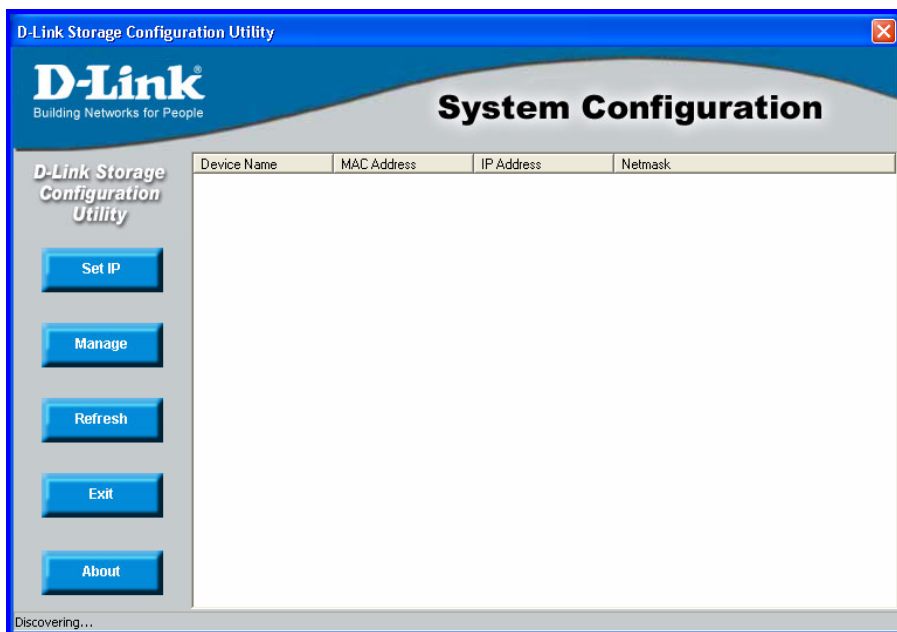 D-Link Storage Configuration Utility
D-Link®
Building Networks for People
System Configuration
D-Link Storage
Configuration
Utility
Device Name MAC Address IP Address Netmask
Set IP
Manage
Refresh
Exit
About
Discovering...